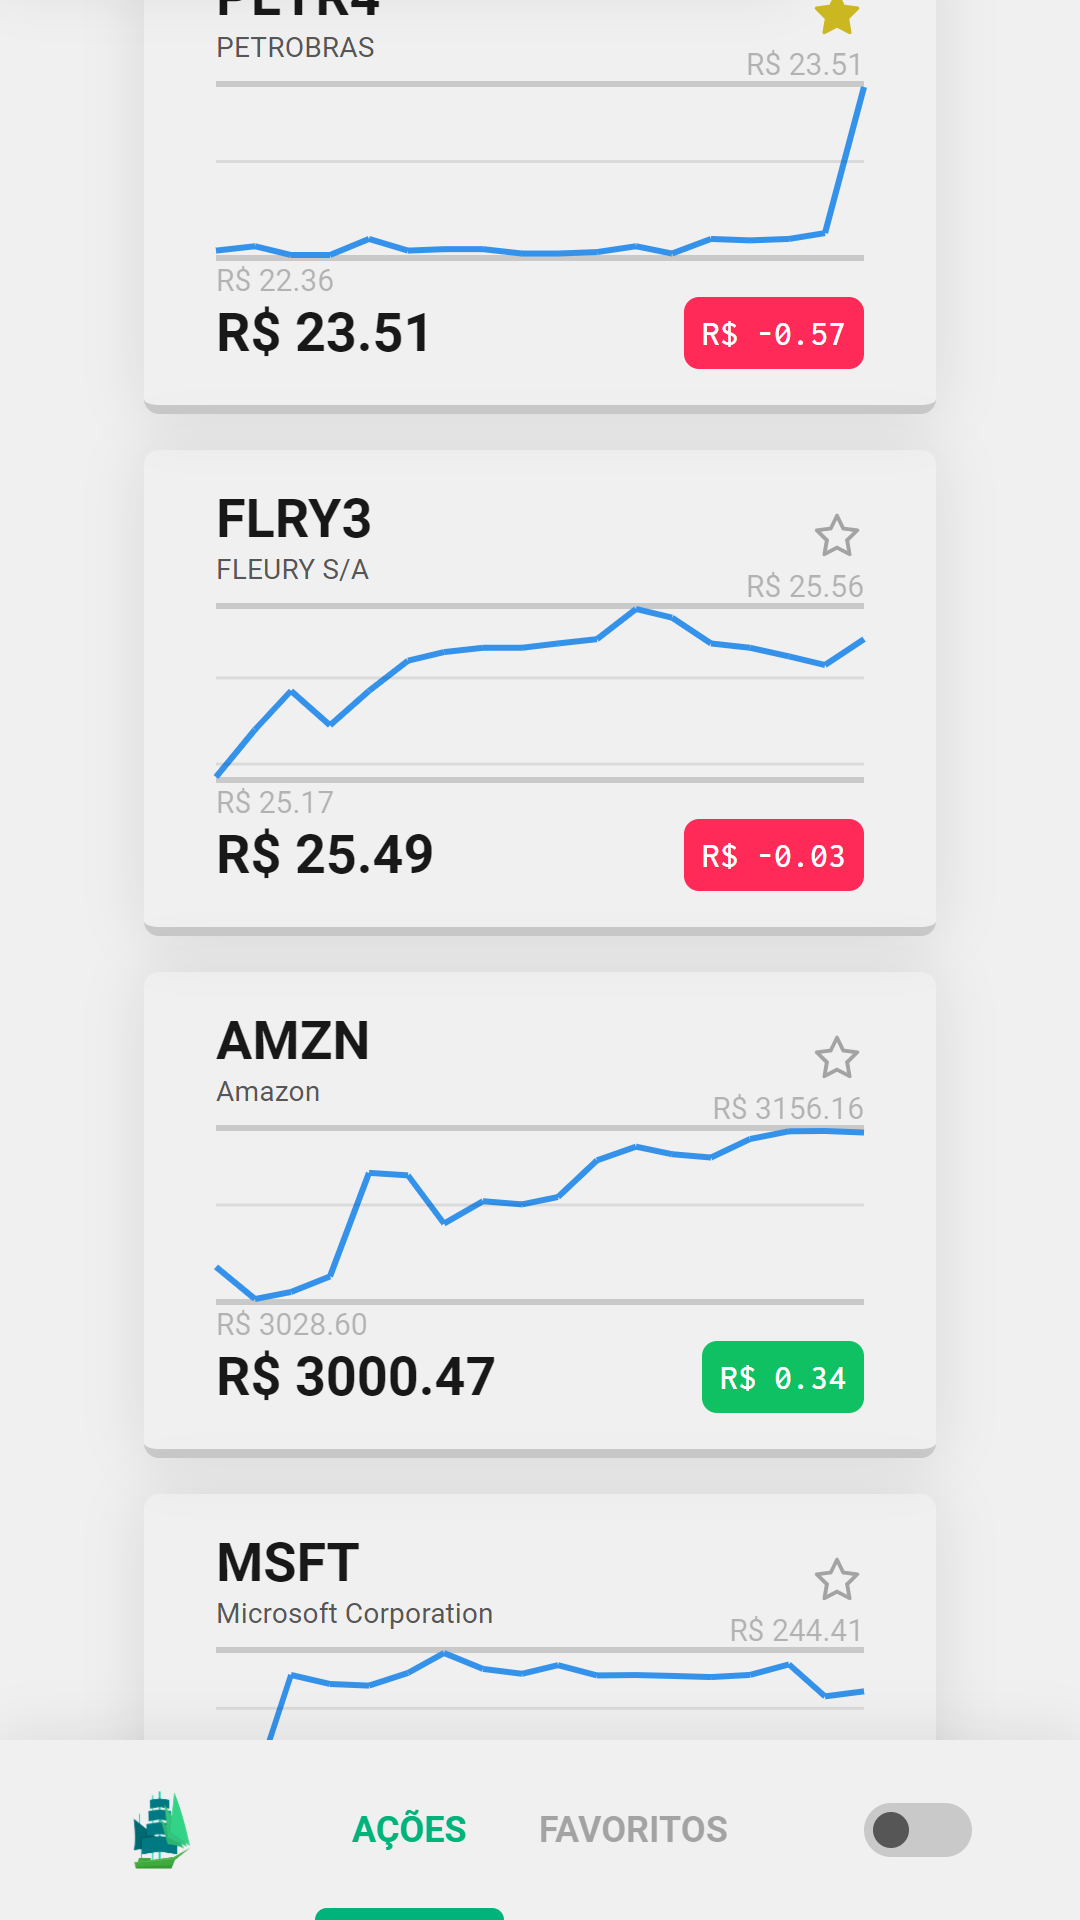 PETR4
PETROBRAS
R$ 23.51
R$ 22.36
R$ 23.51
R$ -0.57
FLRY3
FLEURY S/A
R$ 25.56
R$ 25.17
R$ 25.49
R$ -0.03
AMZN
Amazon
R$ 3156.16
R$ 3028.60
R$ 3000.47
R$ 0.34
MSFT
Microsoft Corporation
R$ 244.41
AÇÕES
FAVORITOS